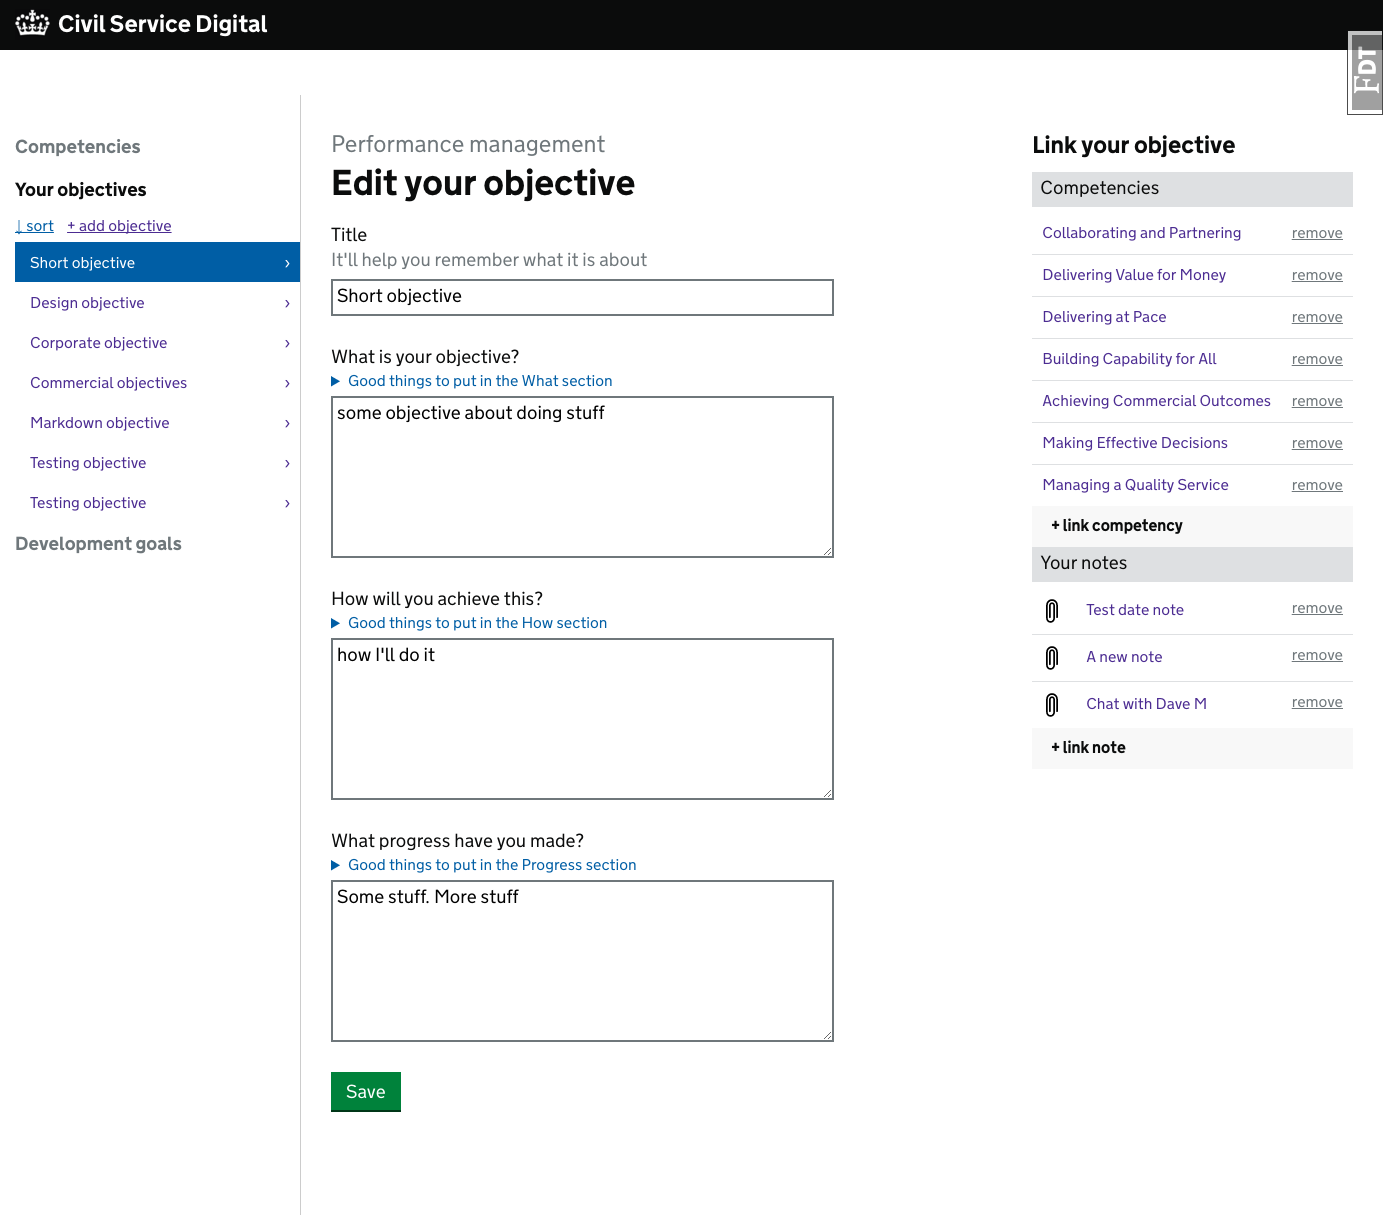 Civil Service Digital
FDT
Competencies
Your objectives
↓ sort + add objective
Short objective ›
Design objective ›
Corporate objective ›
Commercial objectives ›
Markdown objective ›
Testing objective ›
Testing objective ›
Development goals
Performance management
Edit your objective
Title
It'll help you remember what it is about
Short objective
What is your objective?
Good things to put in the What section
some objective about doing stuff
How will you achieve this?
Good things to put in the How section
how I'll do it
What progress have you made?
Good things to put in the Progress section
Some stuff. More stuff
Save
Link your objective
Competencies
Collaborating and Partnering remove
Delivering Value for Money remove
Delivering at Pace remove
Building Capability for All remove
Achieving Commercial Outcomes remove
Making Effective Decisions remove
Managing a Quality Service remove
+ link competency
Your notes
Test date note remove
A new note remove
Chat with Dave M remove
+ link note